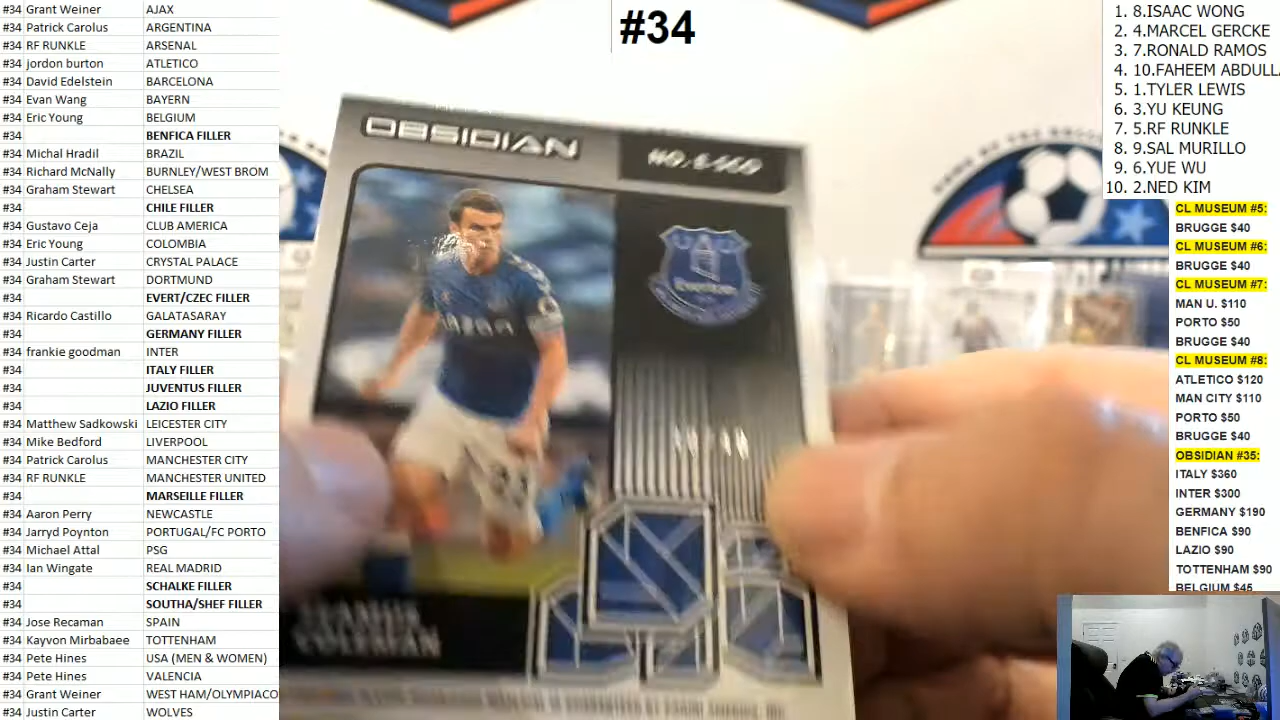 #34 Grant Weiner AJAX
#34 Patrick Carolus ARGENTINA
#34 RF RUNKLE ARSENAL
#34 jordon burton ATLETICO
#34 David Edelstein BARCELONA
#34 Evan Wang BAYERN
#34 Eric Young BELGIUM
#34 BENFICA FILLER
#34 Michal Hradil BRAZIL
#34 Richard McNally BURNLEY/WEST BROM
#34 Graham Stewart CHELSEA
#34 CHILE FILLER
#34 Gustavo Ceja CLUB AMERICA
#34 Eric Young COLOMBIA
#34 Justin Carter CRYSTAL PALACE
#34 Graham Stewart DORTMUND
#34 EVERT/CZEC FILLER
#34 Ricardo Castillo GALATASARAY
#34 GERMANY FILLER
#34 frankie goodman INTER
#34 ITALY FILLER
#34 JUVENTUS FILLER
#34 LAZIO FILLER
#34 Matthew Sadkowski LEICESTER CITY
#34 Mike Bedford LIVERPOOL
#34 Patrick Carolus MANCHESTER CITY
#34 RF RUNKLE MANCHESTER UNITED
#34 MARSEILLE FILLER
#34 Aaron Perry NEWCASTLE
#34 Jarryd Poynton PORTUGAL/FC PORTO
#34 Michael Attal PSG
#34 Ian Wingate REAL MADRID
#34 SCHALKE FILLER
#34 SOUTHA/SHEF FILLER
#34 Jose Recaman SPAIN
#34 Kayvon Mirbabaee TOTTENHAM
#34 Pete Hines USA (MEN & WOMEN)
#34 Pete Hines VALENCIA
#34 Grant Weiner WEST HAM/OLYMPIACO
#34 Justin Carter WOLVES
#34
OBSIDIAN
NO. S-SCO
SEAMUS
COLEMAN
1. 8.ISAAC WONG
2. 4.MARCEL GERCKE
3. 7.RONALD RAMOS
4. 10.FAHEEM ABDULL
5. 1.TYLER LEWIS
6. 3.YU KEUNG
7. 5.RF RUNKLE
8. 9.SAL MURILLO
9. 6.YUE WU
10. 2.NED KIM
CL MUSEUM #5:
BRUGGE $40
CL MUSEUM #6:
BRUGGE $40
CL MUSEUM #7:
MAN U. $110
PORTO $50
BRUGGE $40
CL MUSEUM #8:
ATLETICO $120
MAN CITY $110
PORTO $50
BRUGGE $40
OBSIDIAN #35:
ITALY $360
INTER $300
GERMANY $190
BENFICA $90
LAZIO $90
TOTTENHAM $90
BELGIUM $45